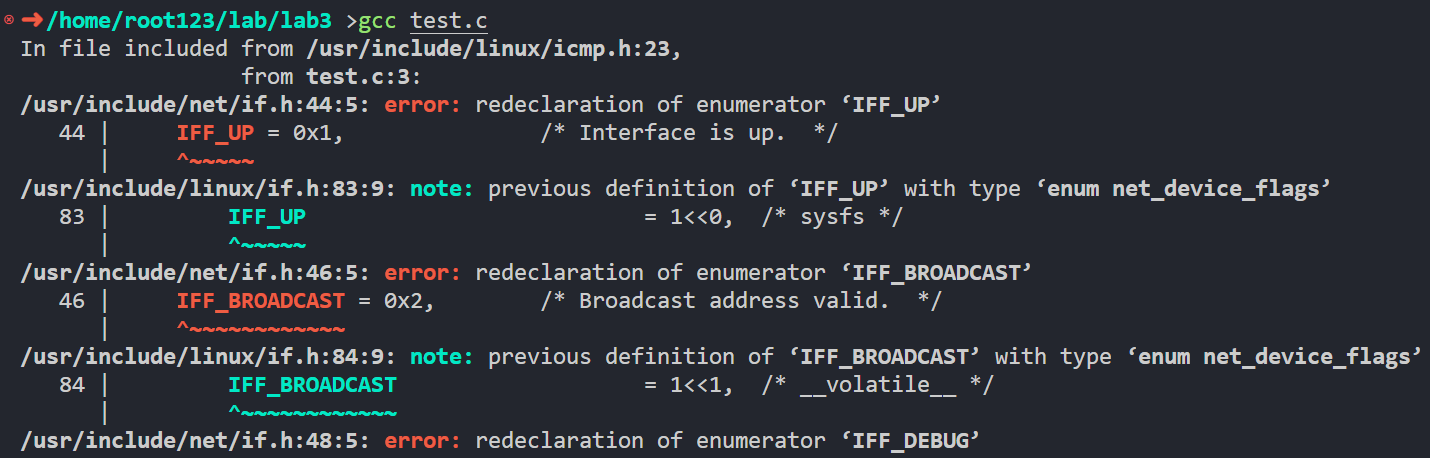 ⊗ ➜/home/root123/lab/lab3 >gcc test.c
In file included from /usr/include/linux/icmp.h:23,
                 from test.c:3:
/usr/include/net/if.h:44:5: error: redeclaration of enumerator ‘IFF_UP’
   44 |     IFF_UP = 0x1,               /* Interface is up.  */
      |     ^~~~~~
/usr/include/linux/if.h:83:9: note: previous definition of ‘IFF_UP’ with type ‘enum net_device_flags’
   83 |         IFF_UP                          = 1<<0,  /* sysfs */
      |         ^~~~~~
/usr/include/net/if.h:46:5: error: redeclaration of enumerator ‘IFF_BROADCAST’
   46 |     IFF_BROADCAST = 0x2,        /* Broadcast address valid.  */
      |     ^~~~~~~~~~~~~
/usr/include/linux/if.h:84:9: note: previous definition of ‘IFF_BROADCAST’ with type ‘enum net_device_flags’
   84 |         IFF_BROADCAST                   = 1<<1,  /* __volatile__ */
      |         ^~~~~~~~~~~~~
/usr/include/net/if.h:48:5: error: redeclaration of enumerator ‘IFF_DEBUG’